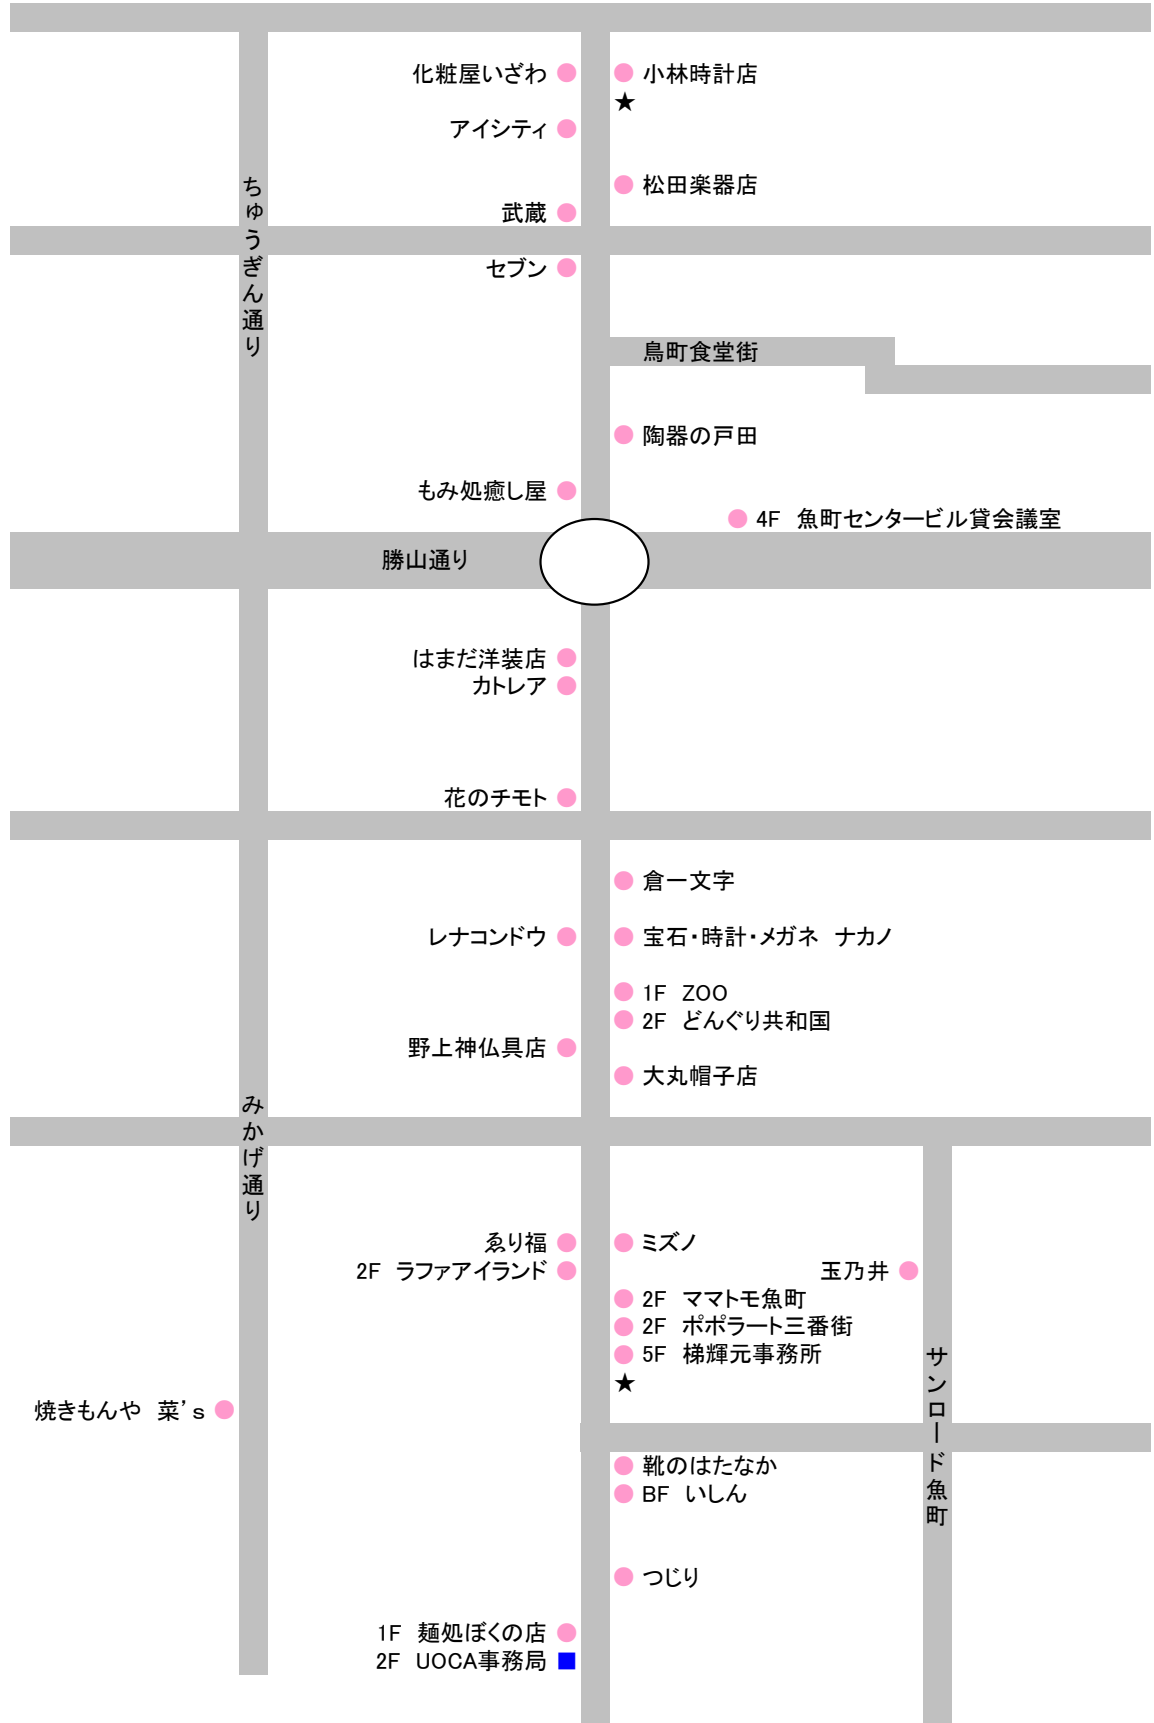 化粧屋いざわ
小林時計店
★
アイシティ
松田楽器店
武蔵
ちゅうぎん通り
セブン
鳥町食堂街
陶器の戸田
もみ処癒し屋
4F 魚町センタービル貸会議室
勝山通り
はまだ洋装店
カトレア
花のチモト
倉一文字
レナコンドウ
宝石・時計・メガネ ナカノ
1F ZOO
2F どんぐり共和国
野上神仏具店
大丸帽子店
みかげ通り
ゑり福
ミズノ
2F ラファアイランド
玉乃井
2F ママトモ魚町
2F ポポラート三番街
5F 梯輝元事務所
★
サンロード魚町
焼きもんや 菜’s
靴のはたなか
BF いしん
つじり
1F 麺処ぼくの店
2F UOCA事務局